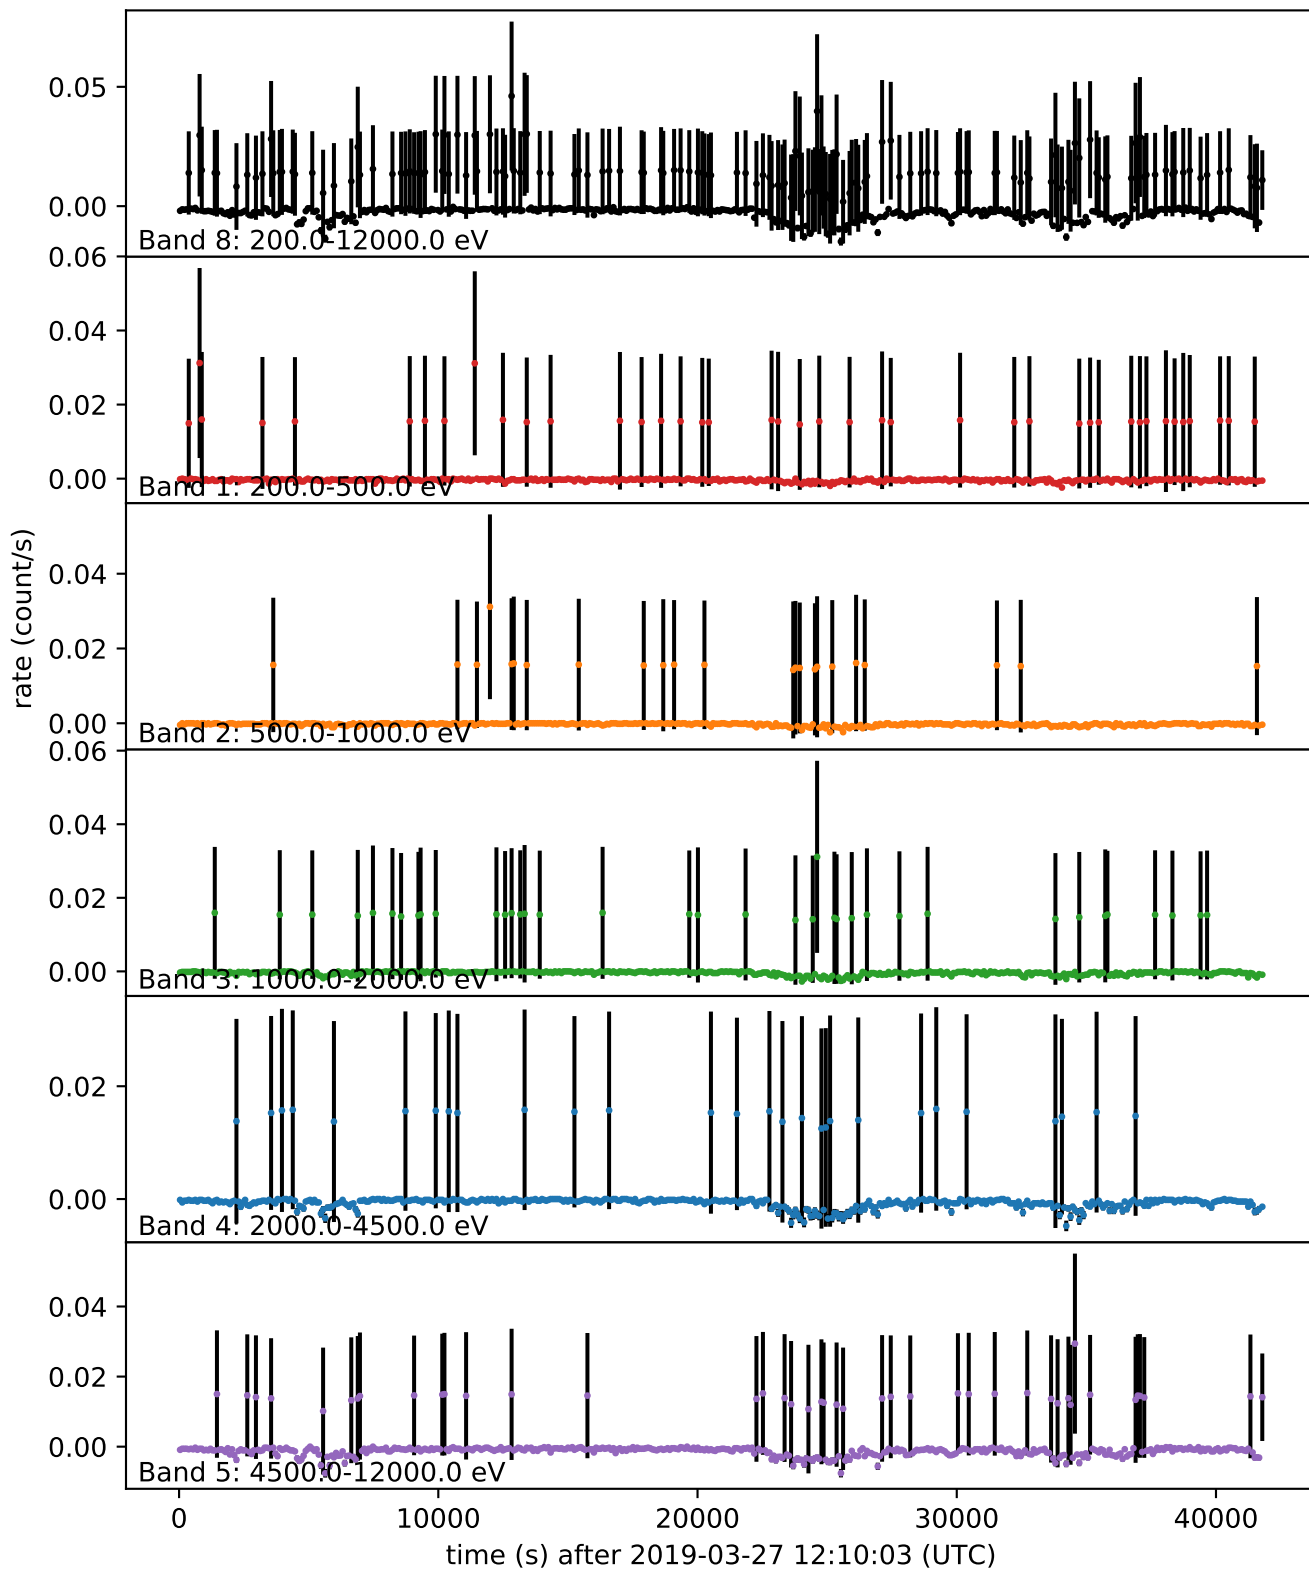 0.05
0.00
Band 8: 200.0-12000.0 eV
0.06
0.04
0.02
0.00
Band 1: 200.0-500.0 eV
rate (count/s)
0.04
0.02
0.00
Band 2: 500.0-1000.0 eV
0.06
0.04
0.02
0.00
Band 3: 1000.0-2000.0 eV
0.02
0.00
Band 4: 2000.0-4500.0 eV
0.04
0.02
0.00
Band 5: 4500.0-12000.0 eV
0 10000 20000 30000 40000
time (s) after 2019-03-27 12:10:03 (UTC)